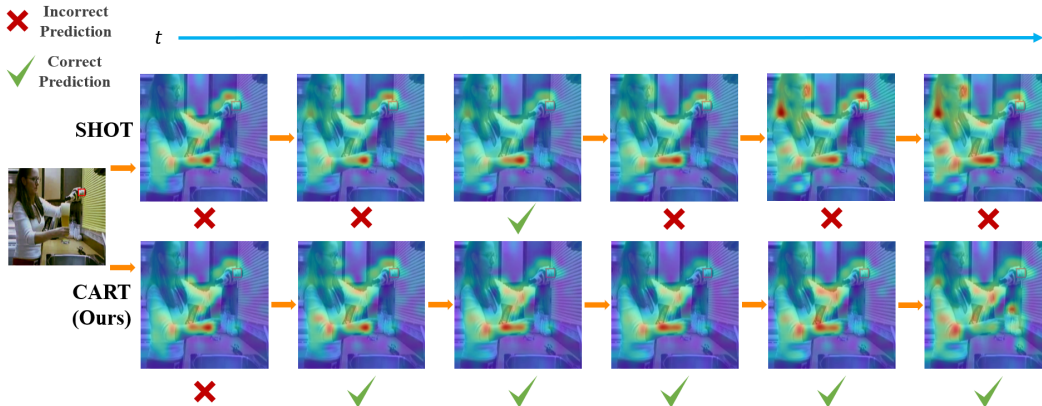 Incorrect
Prediction
t
Correct
Prediction
SHOT
CART
(Ours)